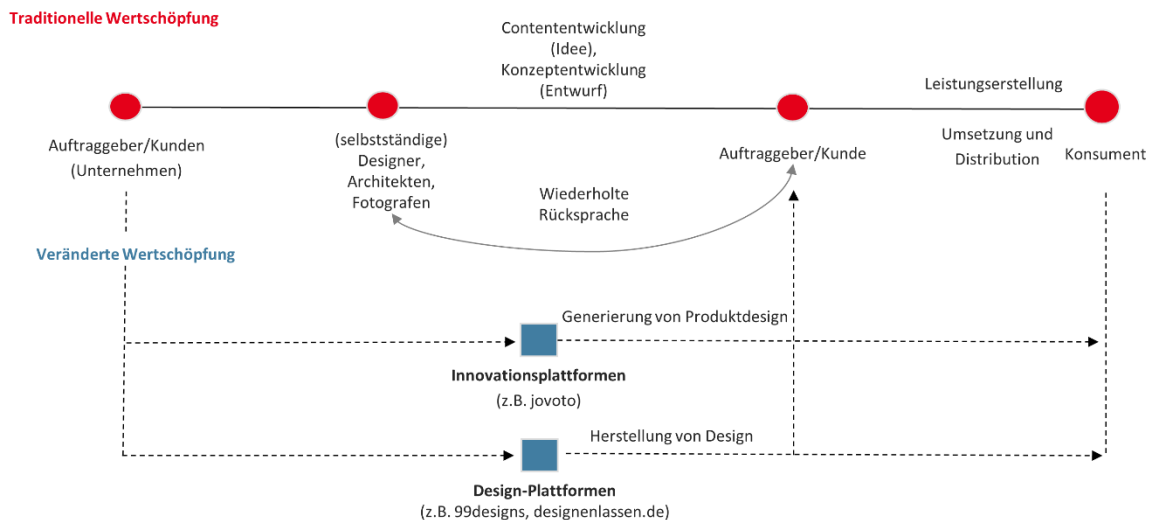 Traditionelle Wertschöpfung
Contententwicklung
(Idee),
Konzeptentwicklung
(Entwurf)
Leistungserstellung
Auftraggeber/Kunden
(Unternehmen)
(selbstständige)
Designer,
Architekten,
Fotografen
Auftraggeber/Kunde
Umsetzung und
Distribution
Konsument
Wiederholte
Rücksprache
Veränderte Wertschöpfung
Generierung von Produktdesign
Innovationsplattformen
(z.B. jovoto)
Herstellung von Design
Design-Plattformen
(z.B. 99designs, designenlassen.de)